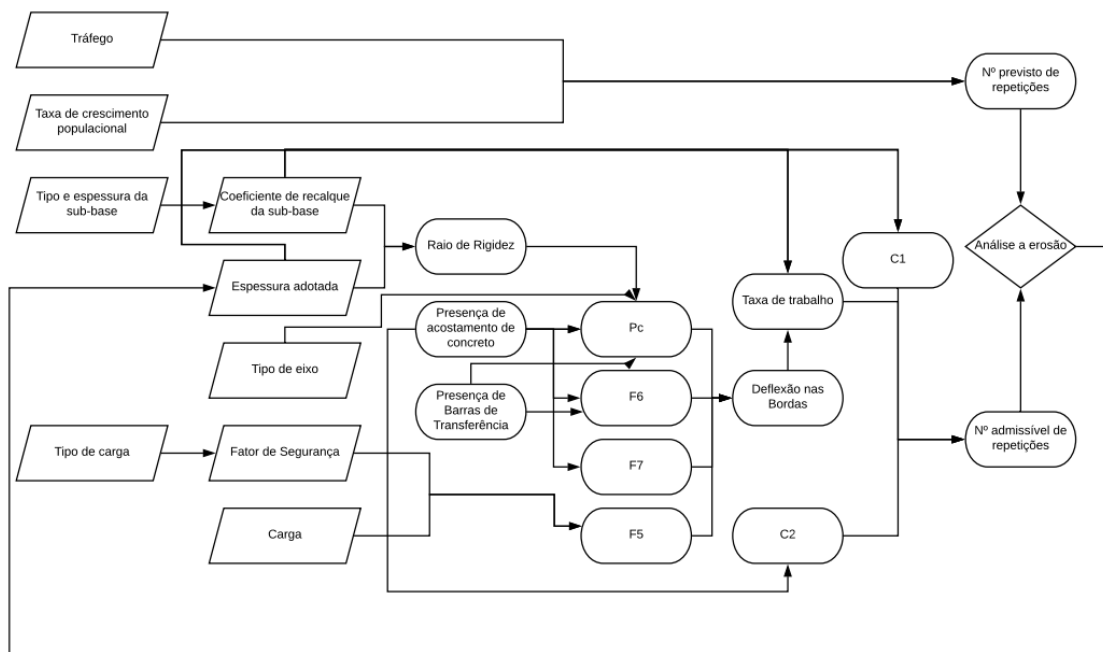 Tráfego
Nº previsto de
repetições
Taxa de crescimento
populacional
Tipo e espessura da
sub-base
Coeficiente de recalque
da sub-base
Raio de Rigidez
C1
Análise a erosão
Espessura adotada
Taxa de trabalho
Presença de
acostamento de
concreto
Pc
Tipo de eixo
Presença de
Barras de
Transferência
F6
Deflexão nas
Bordas
Nº admissível de
repetições
Tipo de carga
Fator de Segurança
F7
Carga
F5
C2